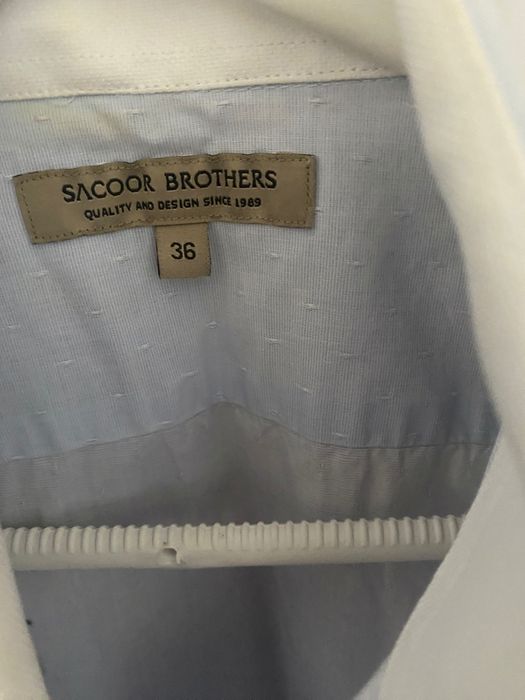 SACOOR BROTHERS
QUALITY AND DESIGN SINCE 1989
36